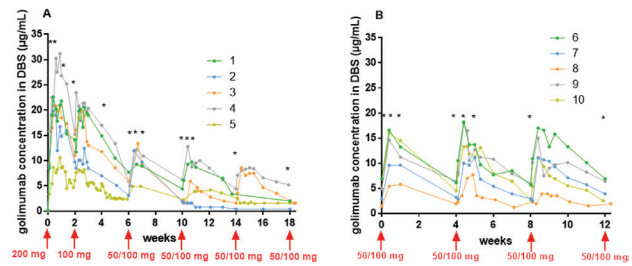 A
golimumab concentration in DBS (µg/mL)
35
30
25
20
15
10
5
0
** * * * * * * * * * * *
1
2
3
4
5
0 2 4 6 8 10 12 14 16 18
weeks
200 mg 100 mg 50/100 mg 50/100 mg 50/100 mg 50/100 mg
B
golimumab concentration in DBS (µg/mL)
35
30
25
20
15
10
5
0
* * * * * * * * *
6
7
8
9
10
0 2 4 6 8 10 12
weeks
50/100 mg 50/100 mg 50/100 mg 50/100 mg